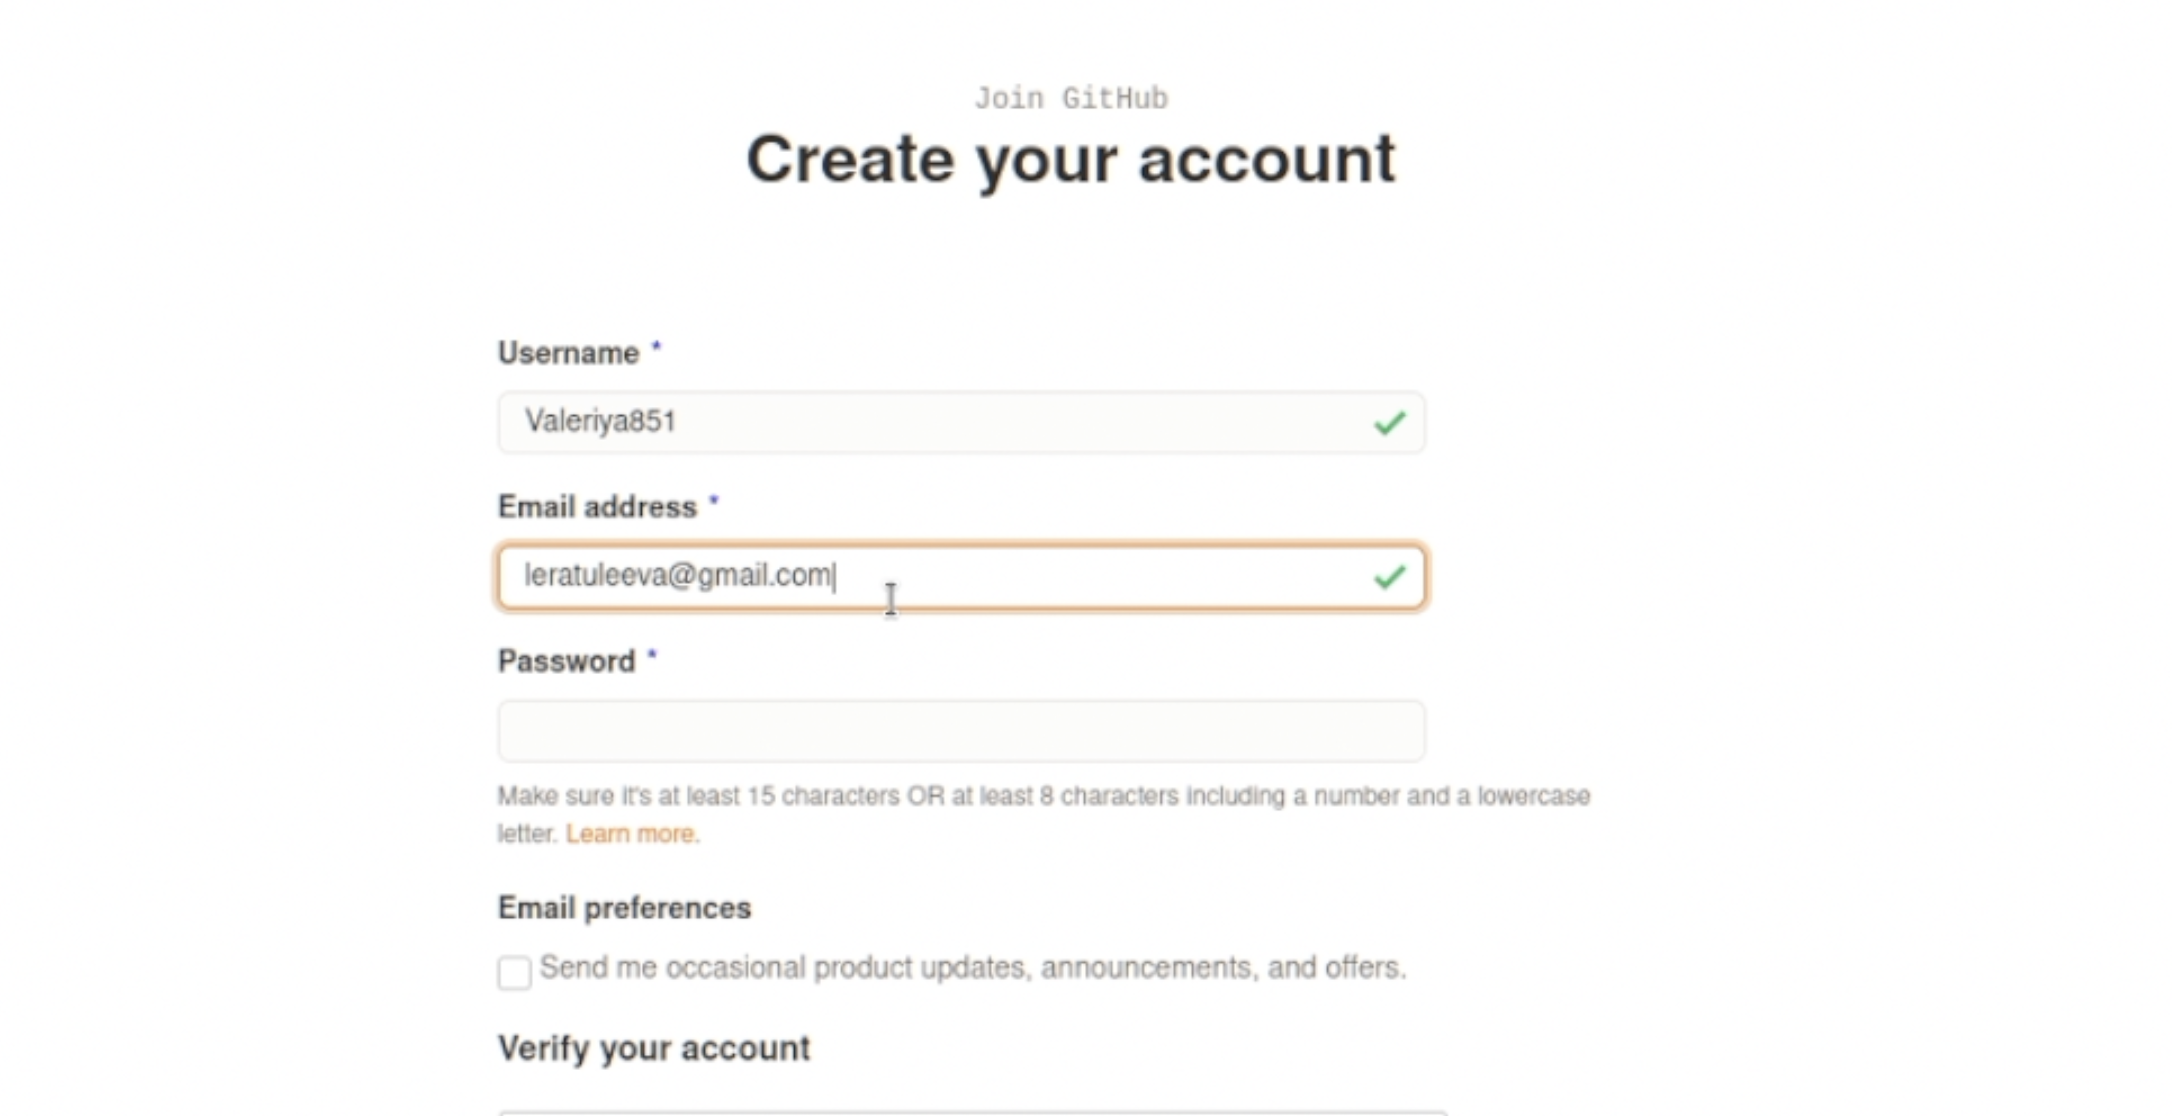 Join GitHub
Create your account
Username *
Valeriya851
Email address *
leratuleeva@gmail.com
Password *
Make sure it's at least 15 characters OR at least 8 characters including a number and a lowercase
letter. Learn more.
Email preferences
Send me occasional product updates, announcements, and offers.
Verify your account